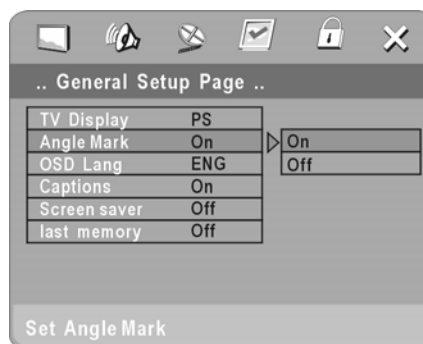 .. General Setup Page ..
TV Display PS
Angle Mark On On
OSD Lang ENG Off
Captions On
Screen saver Off
last memory Off
Set Angle Mark